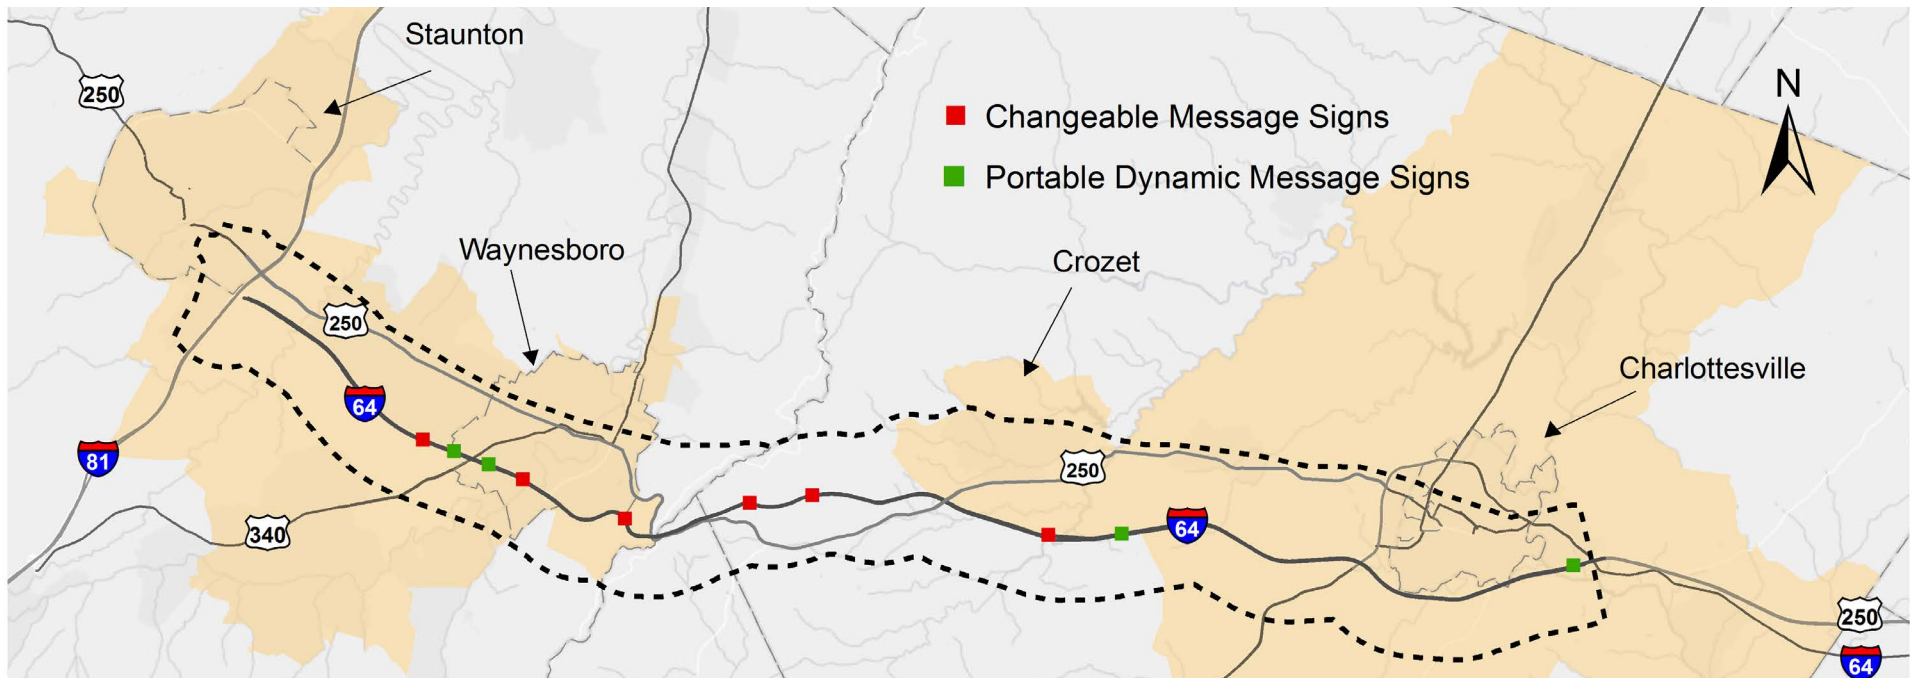 Staunton
N
250
Changeable Message Signs
Portable Dynamic Message Signs
Waynesboro
Crozet
250
Charlottesville
64
81
250
340
64
250
64